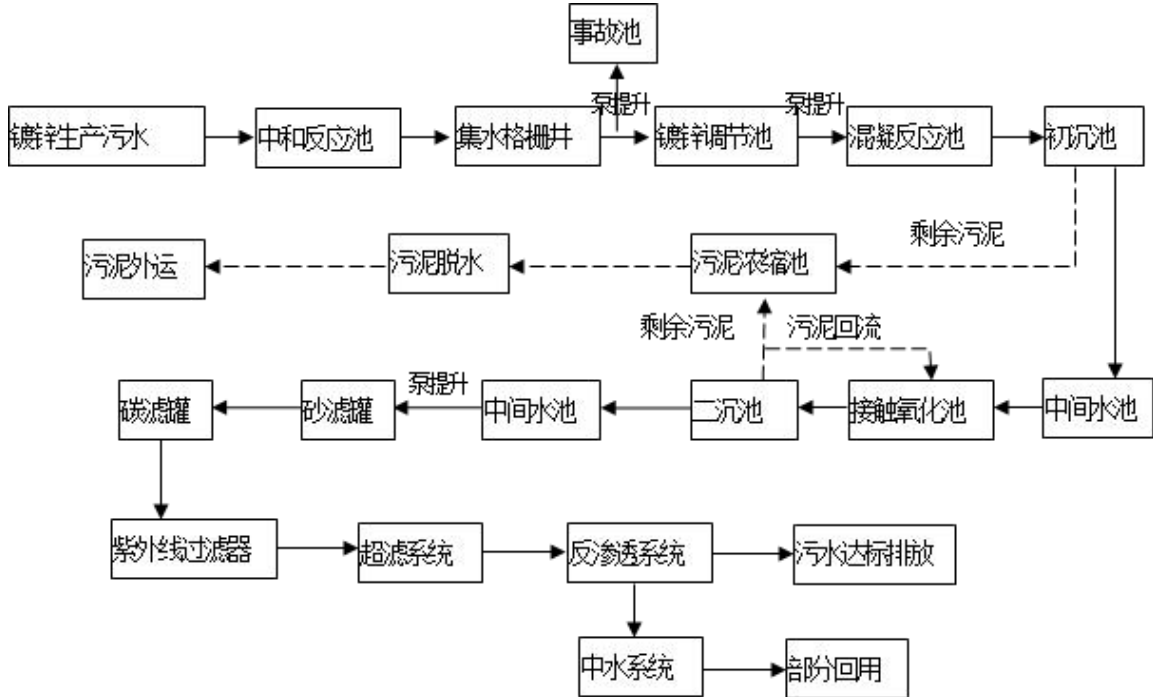 事故池
泵提升
泵提升
镀锌生产污水
中和反应池
集水格栅井
镀锌调节池
混凝反应池
初沉池
剩余污泥
污泥外运
污泥脱水
污泥浓缩池
剩余污泥
污泥回流
泵提升
碳滤罐
砂滤罐
中间水池
二沉池
接触氧化池
中间水池
紫外线过滤器
超滤系统
反渗透系统
污水达标排放
中水系统
部分回用